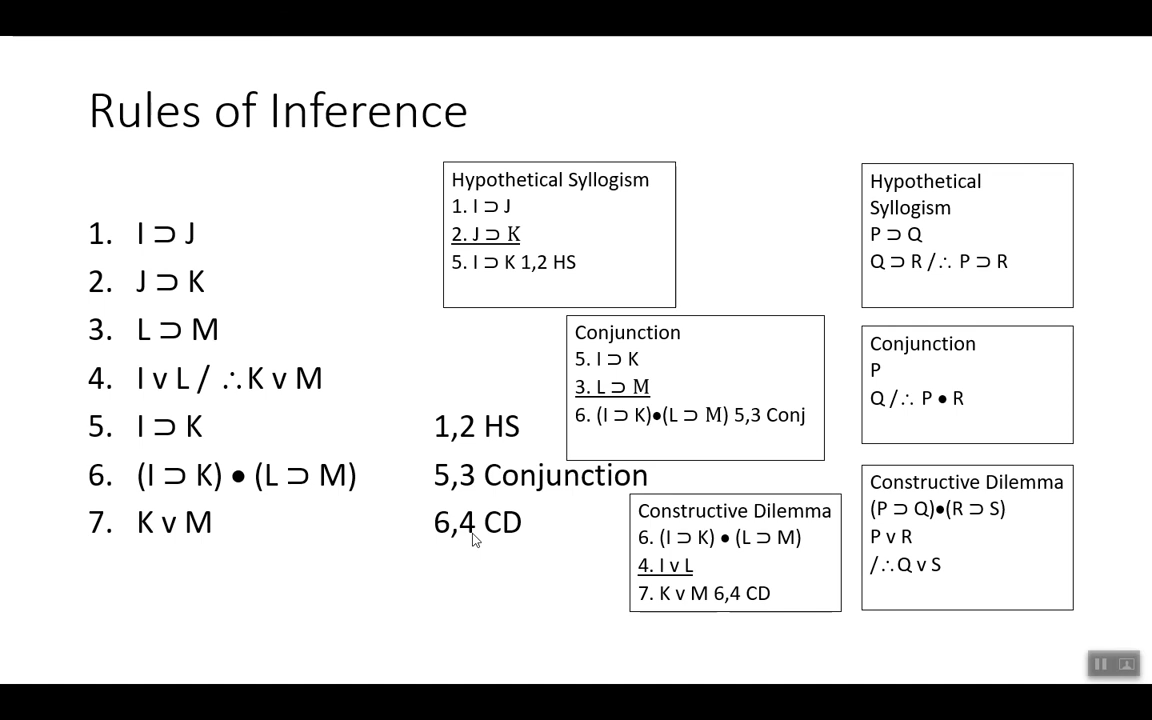 Rules of Inference
1. I ⊃ J
2. J ⊃ K
3. L ⊃ M
4. I v L / ∴K v M
5. I ⊃ K 1,2 HS
6. (I ⊃ K) • (L ⊃ M) 5,3 Conjunction
7. K v M 6,4 CD
Hypothetical Syllogism
1. I ⊃ J
2. J ⊃ K
5. I ⊃ K 1,2 HS
Conjunction
5. I ⊃ K
3. L ⊃ M
6. (I ⊃ K)•(L ⊃ M) 5,3 Conj
Constructive Dilemma
6. (I ⊃ K) • (L ⊃ M)
4. I v L
7. K v M 6,4 CD
Hypothetical
Syllogism
P ⊃ Q
Q ⊃ R /∴ P ⊃ R
Conjunction
P
Q /∴ P • R
Constructive Dilemma
(P ⊃ Q)•(R ⊃ S)
P v R
/∴Q v S